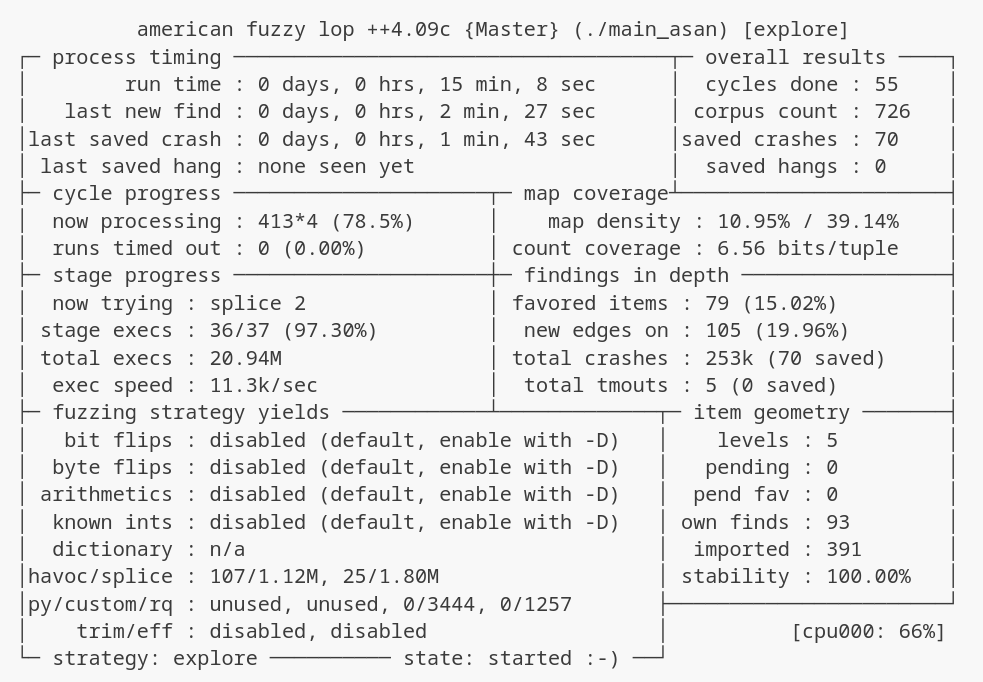 american fuzzy lop ++4.09c {Master} (./main_asan) [explore]
process timing overall results
run time : 0 days, 0 hrs, 15 min, 8 sec cycles done : 55
last new find : 0 days, 0 hrs, 2 min, 27 sec corpus count : 726
last saved crash : 0 days, 0 hrs, 1 min, 43 sec saved crashes : 70
last saved hang : none seen yet saved hangs : 0
cycle progress map coverage
now processing : 413*4 (78.5%) map density : 10.95% / 39.14%
runs timed out : 0 (0.00%) count coverage : 6.56 bits/tuple
stage progress findings in depth
now trying : splice 2 favored items : 79 (15.02%)
stage execs : 36/37 (97.30%) new edges on : 105 (19.96%)
total execs : 20.94M total crashes : 253k (70 saved)
exec speed : 11.3k/sec total tmouts : 5 (0 saved)
fuzzing strategy yields item geometry
bit flips : disabled (default, enable with -D) levels : 5
byte flips : disabled (default, enable with -D) pending : 0
arithmetics : disabled (default, enable with -D) pend fav : 0
known ints : disabled (default, enable with -D) own finds : 93
dictionary : n/a imported : 391
havoc/splice : 107/1.12M, 25/1.80M stability : 100.00%
py/custom/rq : unused, unused, 0/3444, 0/1257
trim/eff : disabled, disabled [cpu000: 66%]
strategy: explore state: started :-)